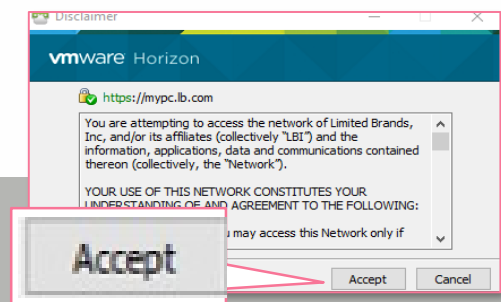 Disclaimer
vmware Horizon
https://mypc.lb.com
You are attempting to access the network of Limited Brands,
Inc, and/or its affiliates (collectively "LBI") and the
information, applications, data and communications contained
thereon (collectively, the "Network").
YOUR USE OF THIS NETWORK CONSTITUTES YOUR
UNDERSTANDING OF AND AGREEMENT TO THE FOLLOWING:
may access this Network only if
Accept
Accept Cancel